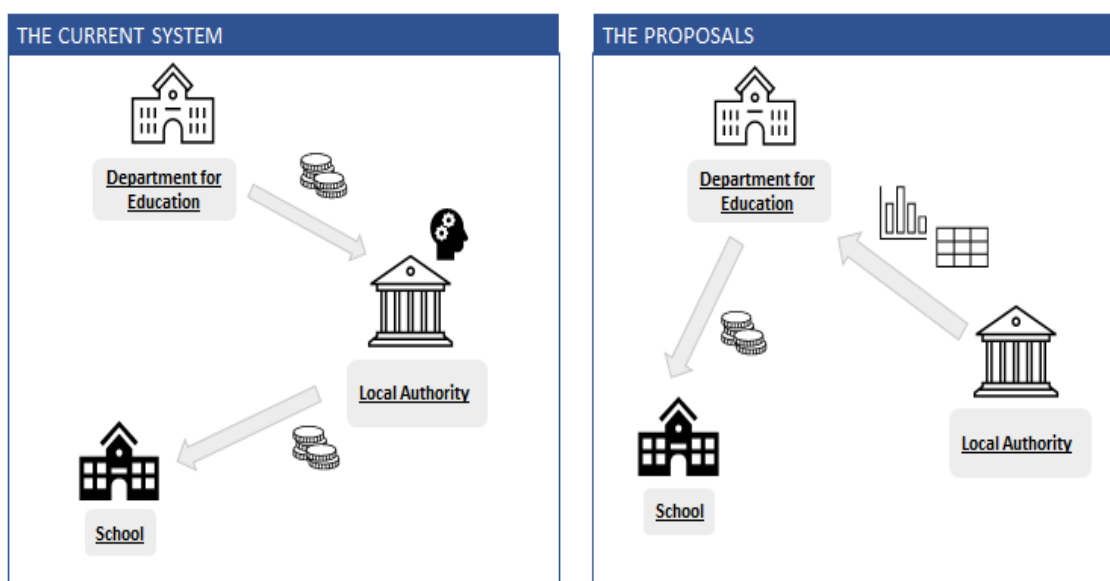 THE CURRENT SYSTEM
Department for
Education
Local Authority
School
THE PROPOSALS
Department for
Education
Local Authority
School